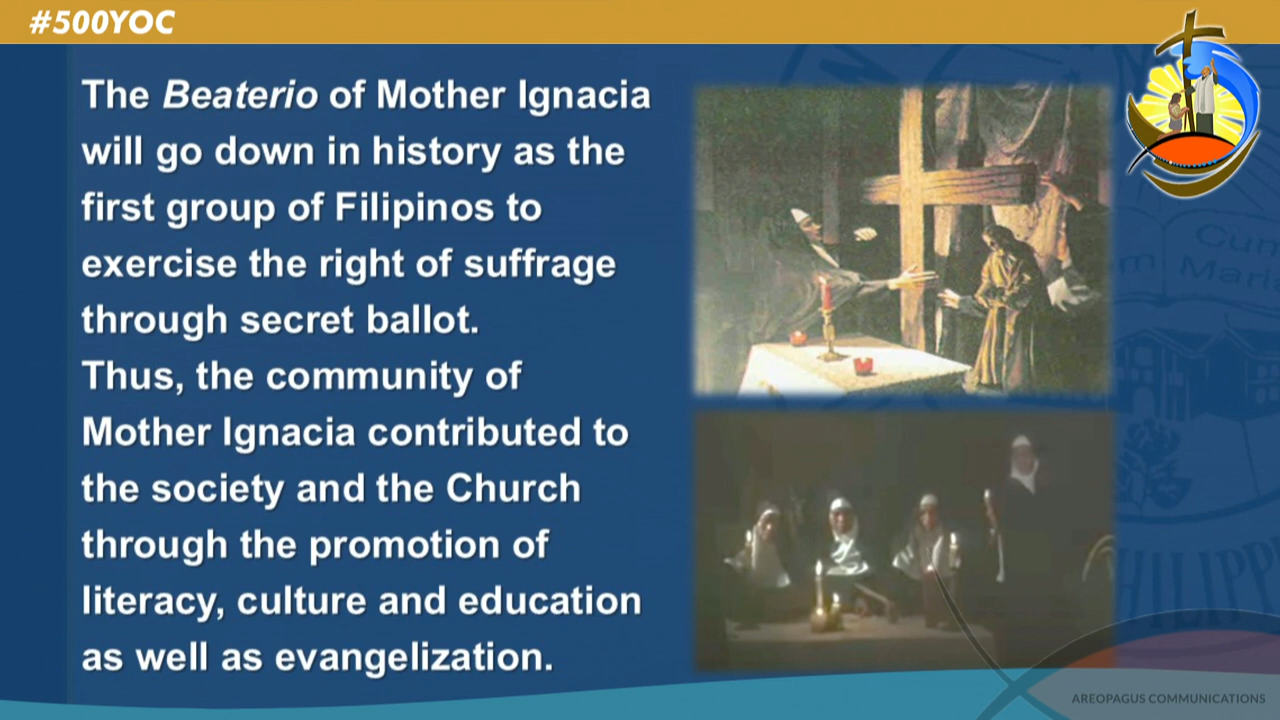 #500YOC
The Beaterio of Mother Ignacia
will go down in history as the
first group of Filipinos to
exercise the right of suffrage
through secret ballot.
Thus, the community of
Mother Ignacia contributed to
the society and the Church
through the promotion of
literacy, culture and education
as well as evangelization.
AREOPAGUS COMMUNICATIONS